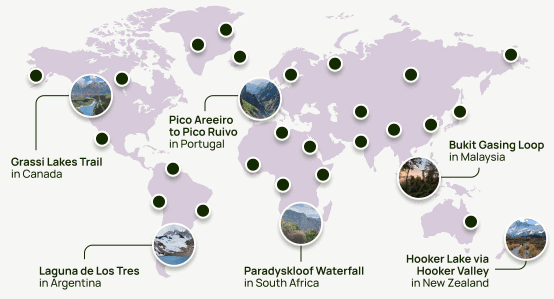 Pico Areeiro
to Pico Ruivo
in Portugal
Bukit Gasing Loop
in Malaysia
Grassi Lakes Trail
in Canada
Laguna de Los Tres
in Argentina
Paradyskloof Waterfall
in South Africa
Hooker Lake via
Hooker Valley
in New Zealand